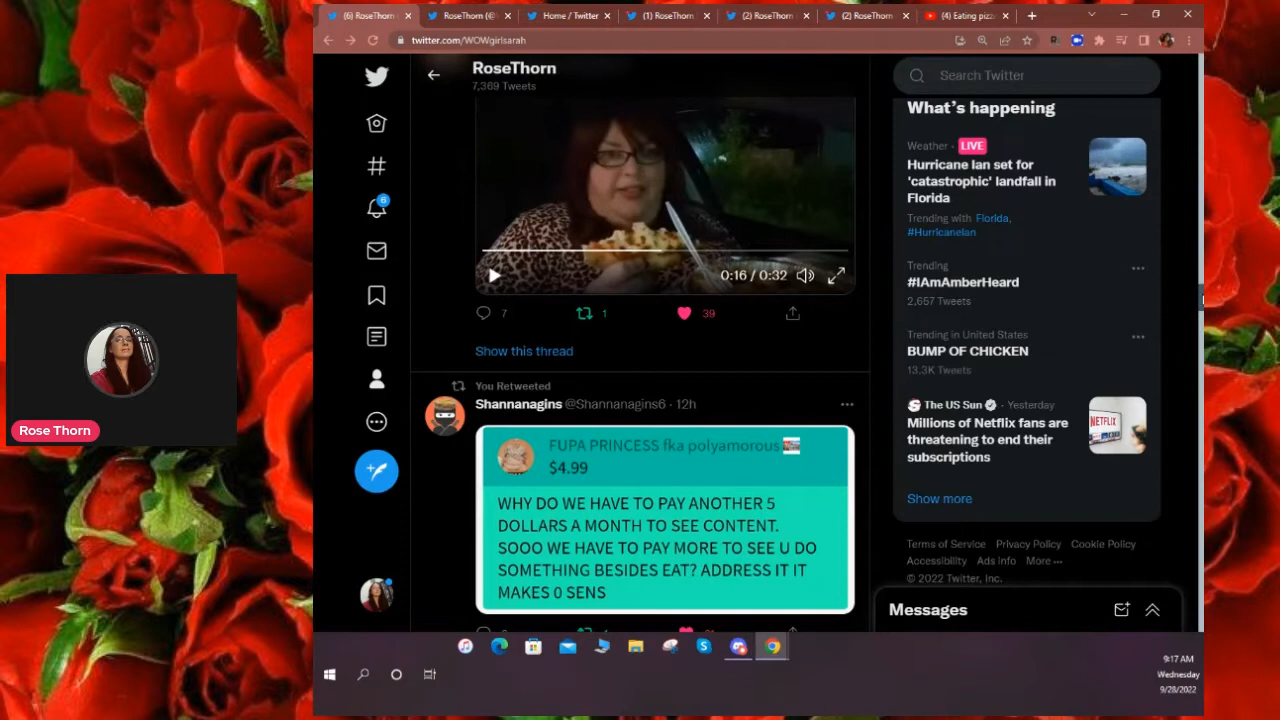 (6) RoseThorn
RoseThorn (@
Home / Twitter
(1) RoseThorn
(2) RoseThorn
(2) RoseThorn
(4) Eating pizz
twitter.com/WOWgirlsarah
RoseThorn
7,369 Tweets
0:16 / 0:32
7
1
39
Show this thread
You Retweeted
Shannanagins @Shannanagins6 · 12h
FUPA PRINCESS fka polyamorous
$4.99
WHY DO WE HAVE TO PAY ANOTHER 5
DOLLARS A MONTH TO SEE CONTENT.
SOOO WE HAVE TO PAY MORE TO SEE U DO
SOMETHING BESIDES EAT? ADDRESS IT IT
MAKES 0 SENS
6
Search Twitter
What's happening
Weather · LIVE
Hurricane Ian set for
'catastrophic' landfall in
Florida
Trending with Florida,
#HurricaneIan
Trending
#IAmAmberHeard
2,657 Tweets
Trending in United States
BUMP OF CHICKEN
13.3K Tweets
The US Sun · Yesterday
NETFLIX
Millions of Netflix fans are
threatening to end their
subscriptions
Show more
Terms of Service Privacy Policy Cookie Policy
Accessibility Ads info More
© 2022 Twitter, Inc.
Messages
Rose Thorn
9:17 AM
Wednesday
9/28/2022